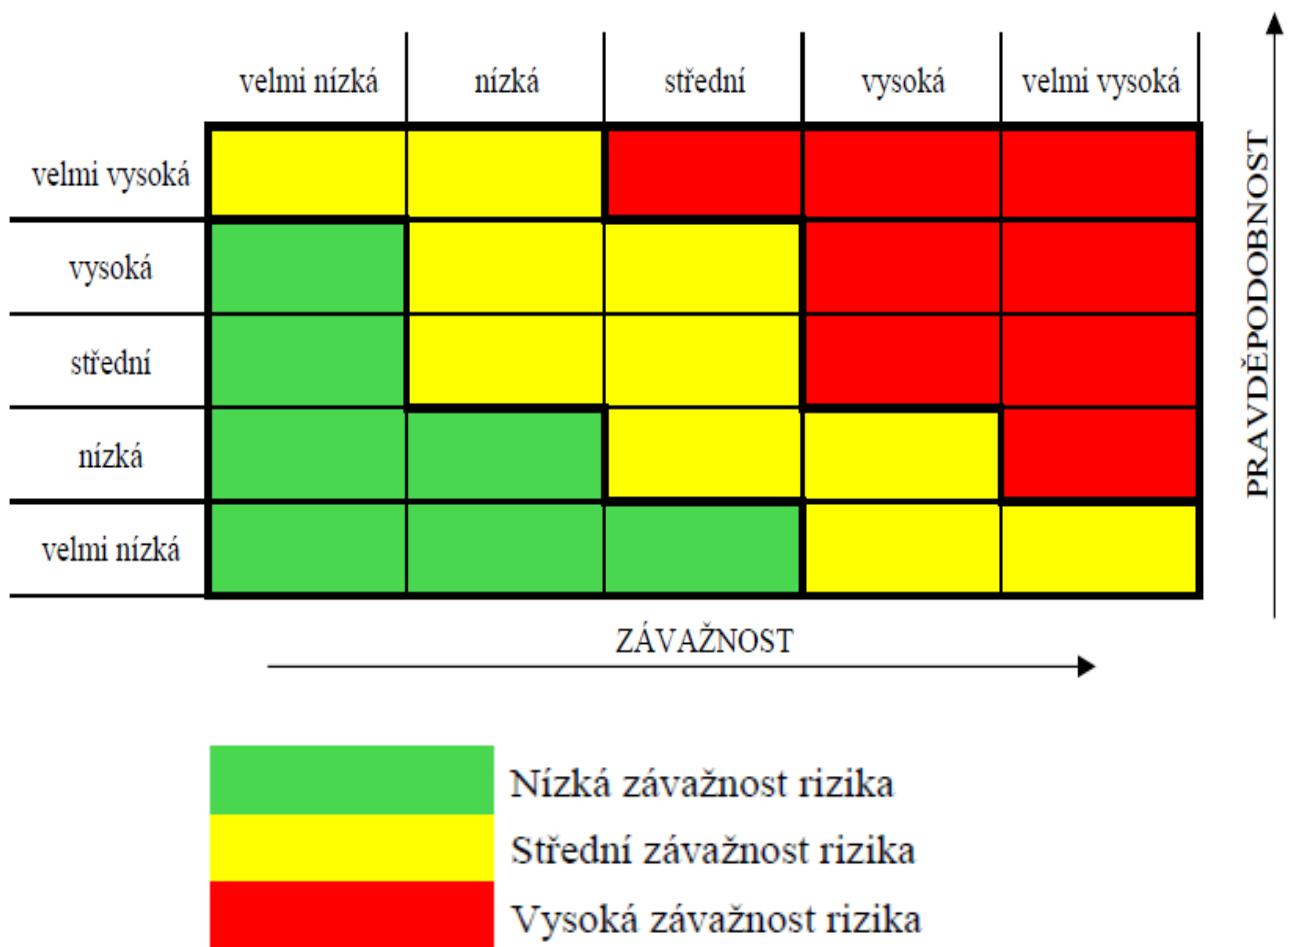 velmi nízká nízká střední vysoká velmi vysoká
velmi vysoká
vysoká
střední
nízká
velmi nízká
PRAVDĚPODOBNOST
ZÁVAŽNOST
Nízká závažnost rizika
Střední závažnost rizika
Vysoká závažnost rizika